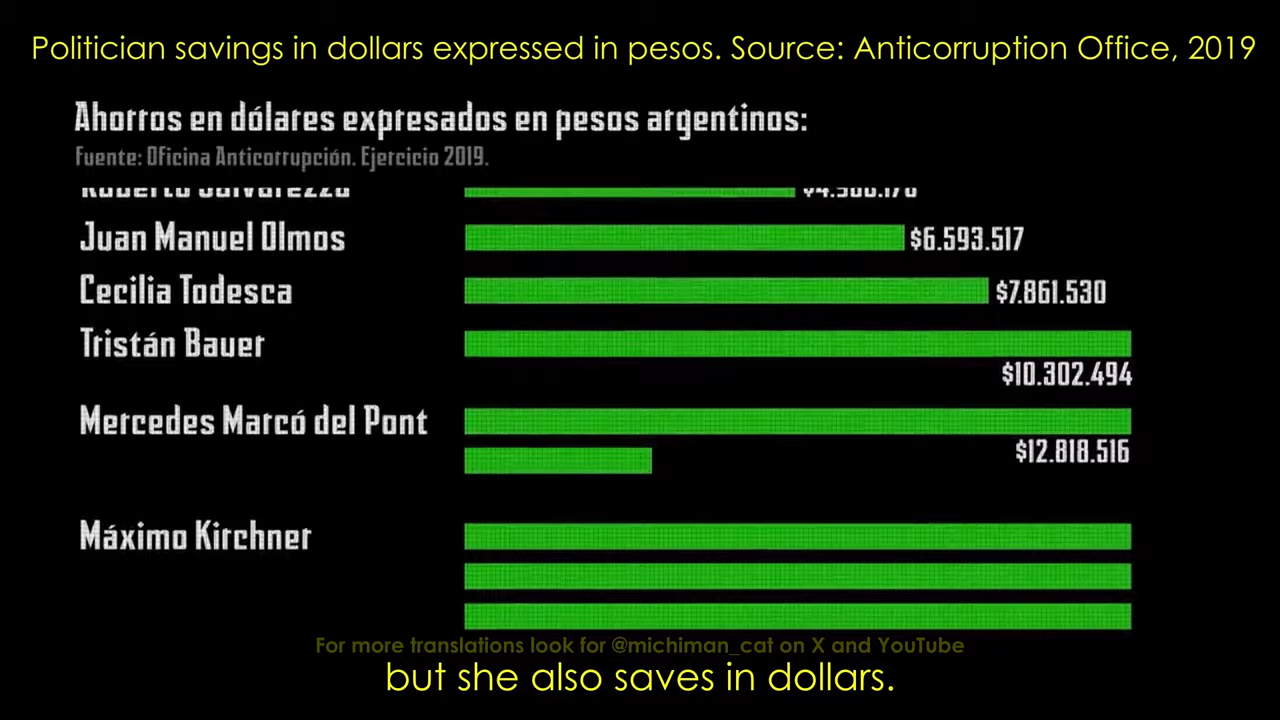 Politician savings in dollars expressed in pesos. Source: Anticorruption Office, 2019
Ahorros en dólares expresados en pesos argentinos:
Fuente: Oficina Anticorrupción. Ejercicio 2019.
Juan Manuel Olmos $6.593.517
Cecilia Todesca $7.861.530
Tristán Bauer
$10.302.494
Mercedes Marcó del Pont
$12.818.516
Máximo Kirchner
For more translations look for @michiman_cat on X and YouTube
but she also saves in dollars.